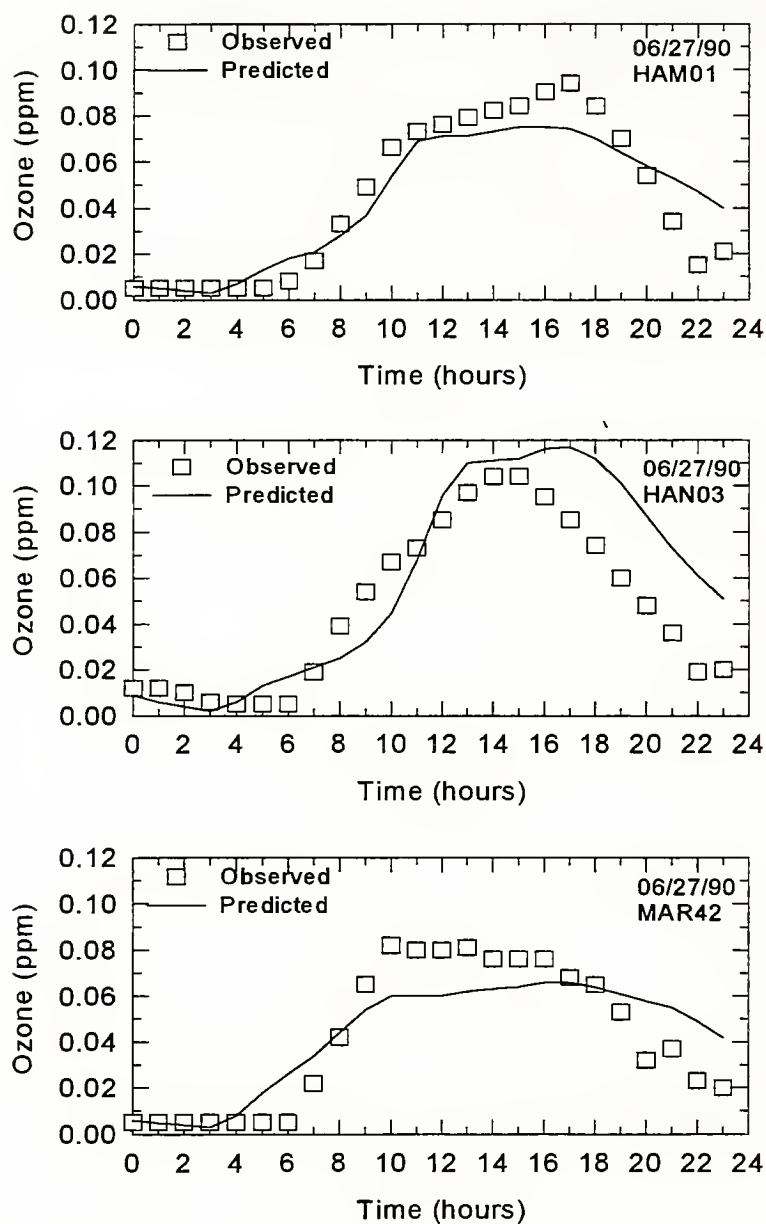 0.12
Observed
06/27/90
0.10
Predicted
HAM01
0.08
0.06
0.04
0.02
0.00
Ozone (ppm)
0 2 4 6 8 10 12 14 16 18 20 22 24
Time (hours)
0.12
Observed
06/27/90
0.10
Predicted
HAN03
0.08
0.06
0.04
0.02
0.00
Ozone (ppm)
0 2 4 6 8 10 12 14 16 18 20 22 24
Time (hours)
0.12
Observed
06/27/90
0.10
Predicted
MAR42
0.08
0.06
0.04
0.02
0.00
Ozone (ppm)
0 2 4 6 8 10 12 14 16 18 20 22 24
Time (hours)